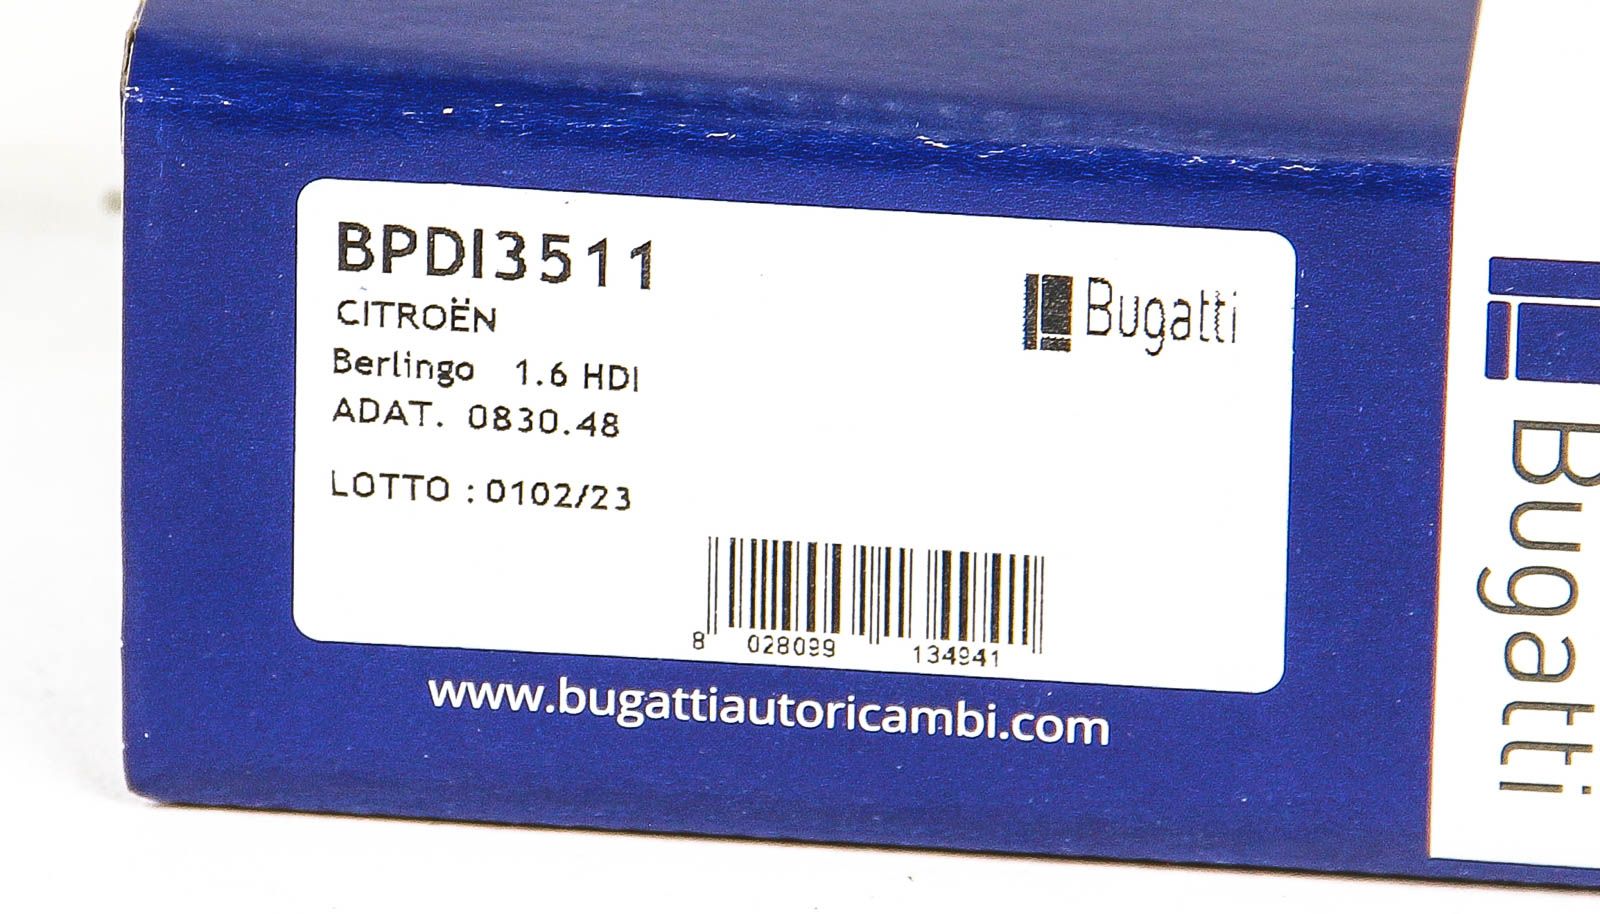 BPDI3511
CITROËN
Berlingo 1.6 HDI
ADAT. 0830.48
LOTTO : 0102/23
Bugatti
8 028099 134941
www.bugattiautoricambi.com
Bugatti